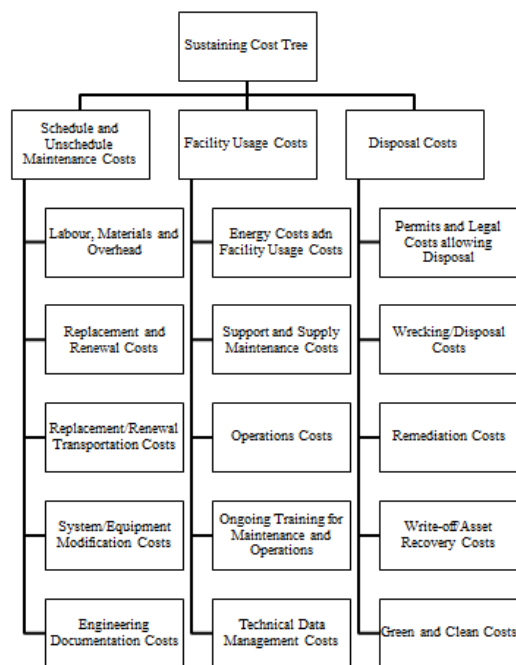 Sustaining Cost Tree
Schedule and
Unschedule
Maintenance Costs
Facility Usage Costs
Disposal Costs
Labour, Materials and
Overhead
Energy Costs adn
Facility Usage Costs
Permits and Legal
Costs allowing
Disposal
Replacement and
Renewal Costs
Support and Supply
Maintenance Costs
Wrecking/Disposal
Costs
Replacement/Renewal
Transportation Costs
Operations Costs
Remediation Costs
System/Equipment
Modification Costs
Ongoing Training for
Maintenance and
Operations
Write-off/Asset
Recovery Costs
Engineering
Documentation Costs
Technical Data
Management Costs
Green and Clean Costs